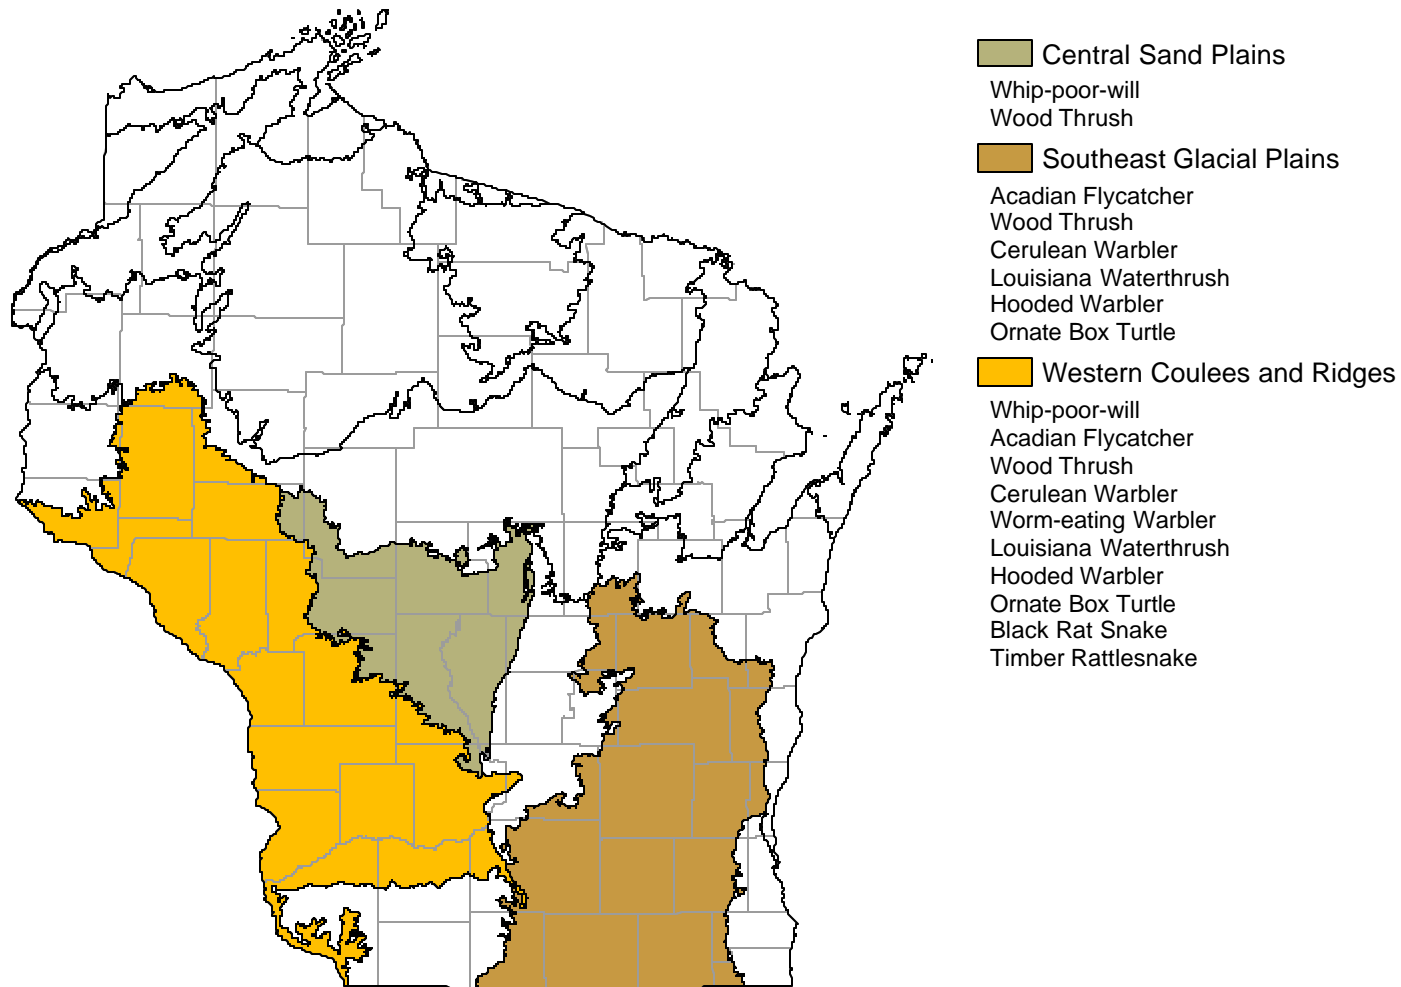 Central Sand Plains
Whip-poor-will
Wood Thrush
Southeast Glacial Plains
Acadian Flycatcher
Wood Thrush
Cerulean Warbler
Louisiana Waterthrush
Hooded Warbler
Ornate Box Turtle
Western Coulees and Ridges
Whip-poor-will
Acadian Flycatcher
Wood Thrush
Cerulean Warbler
Worm-eating Warbler
Louisiana Waterthrush
Hooded Warbler
Ornate Box Turtle
Black Rat Snake
Timber Rattlesnake